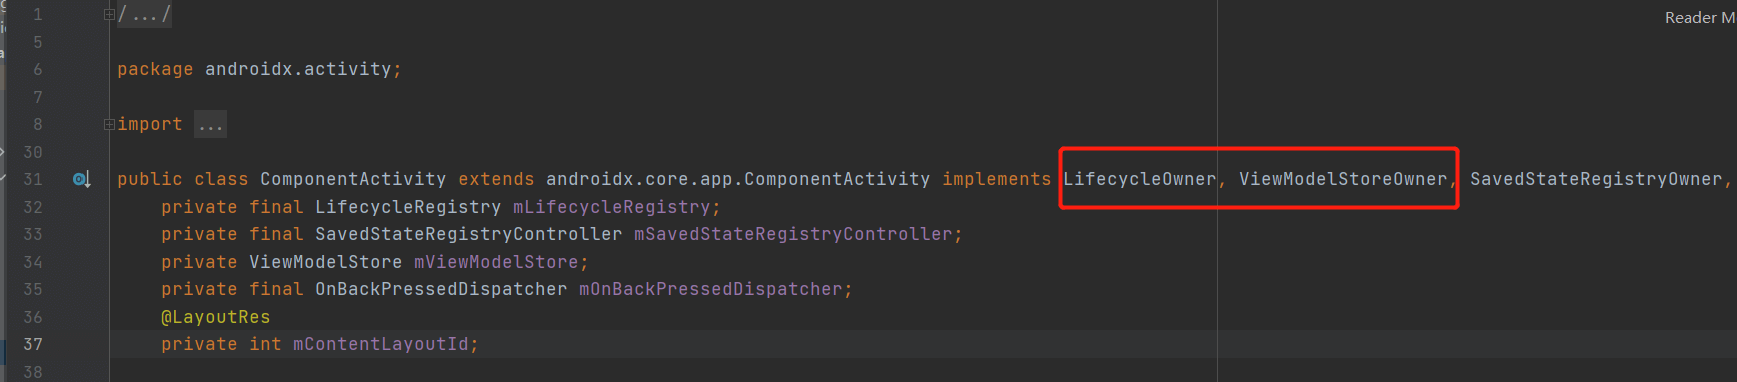 1 /.../
Reader M
5
6 package androidx.activity;
7
8 import ...
30
31 public class ComponentActivity extends androidx.core.app.ComponentActivity implements LifecycleOwner, ViewModelStoreOwner, SavedStateRegistryOwner,
32 private final LifecycleRegistry mLifecycleRegistry;
33 private final SavedStateRegistryController mSavedStateRegistryController;
34 private ViewModelStore mViewModelStore;
35 private final OnBackPressedDispatcher mOnBackPressedDispatcher;
36 @LayoutRes
37 private int mContentLayoutId;
38